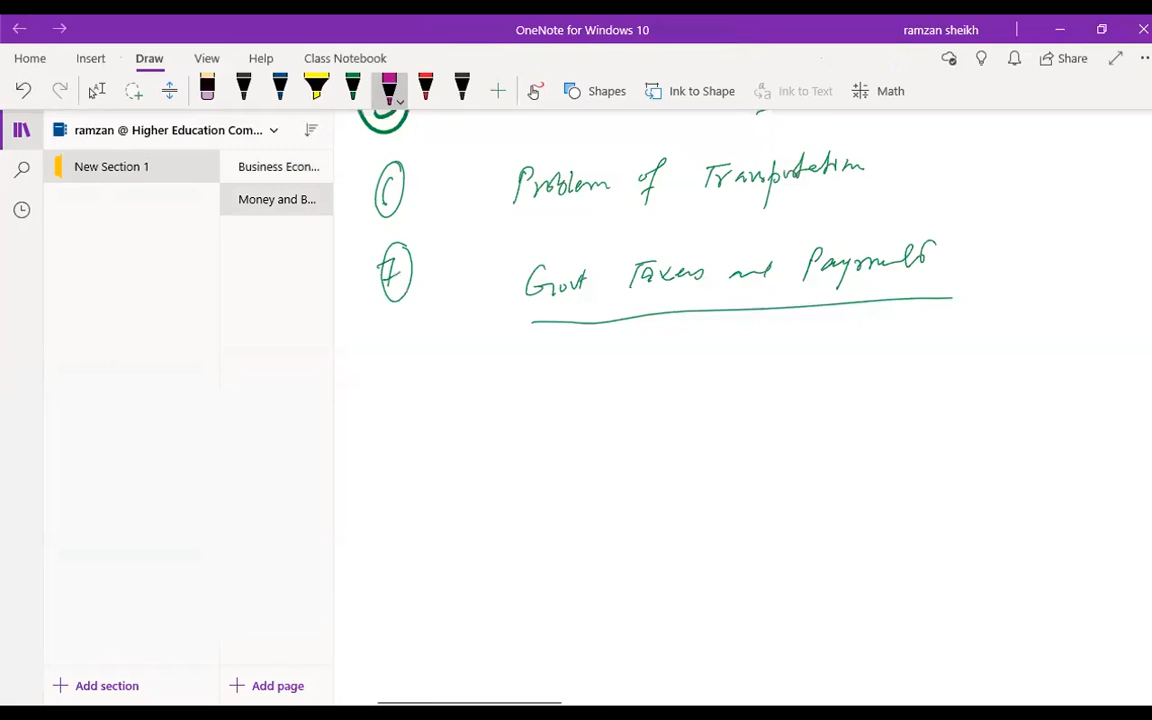 OneNote for Windows 10
ramzan sheikh
Home Insert Draw View Help Class Notebook
Share
Shapes Ink to Shape Ink to Text Math
ramzan @ Higher Education Com...
New Section 1
Business Econ...
Money and B...
Problem of Transportation
7 Govt Taxes and Payments
Add section
Add page